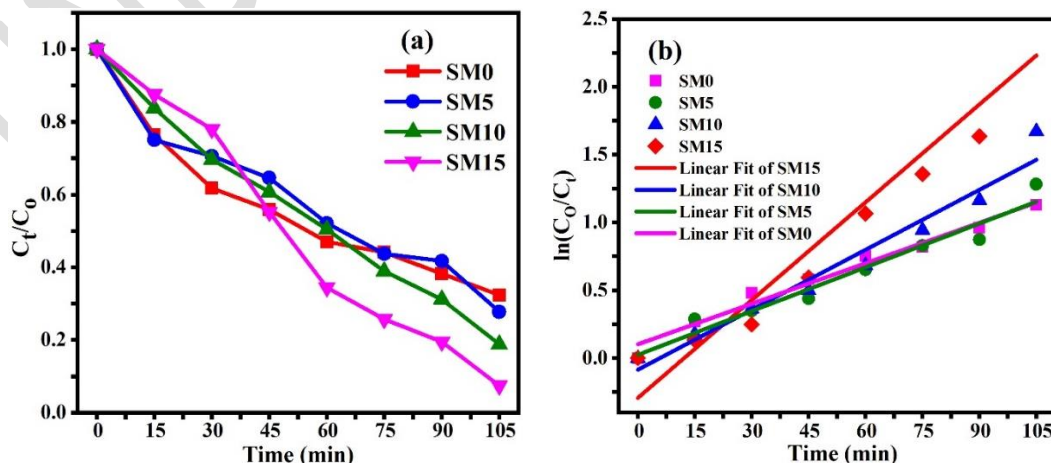 (a)
SM0
SM5
SM10
SM15
1.0
0.8
0.6
0.4
0.2
0.0
Ct/Co
0 15 30 45 60 75 90 105
Time (min)
(b)
SM0
SM5
SM10
SM15
Linear Fit of SM15
Linear Fit of SM10
Linear Fit of SM5
Linear Fit of SM0
2.5
2.0
1.5
1.0
0.5
0.0
ln(CO/Ct)
0 15 30 45 60 75 90 105
Time (min)